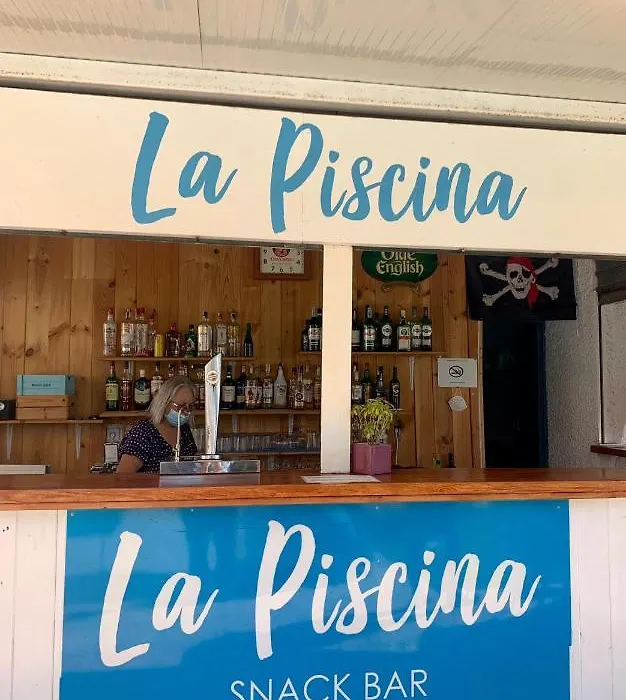 La Piscina
Olde
English
La Piscina
SNACK BAR